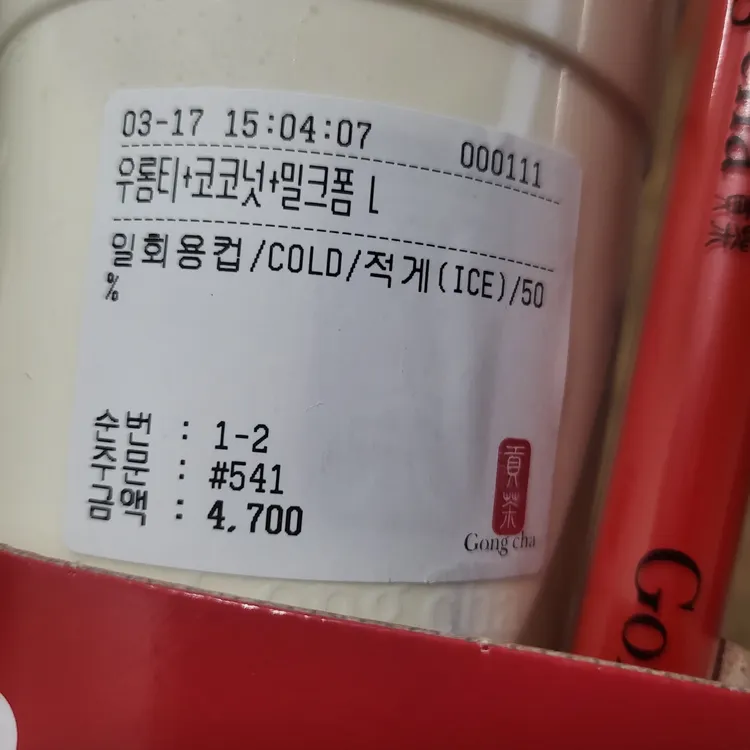 03-17 15:04:07 000111
우롱티+코코넛+밀크폼 L
일회용컵/COLD/적게(ICE)/50
%
순번 : 1-2
주문 : #541
금액 : 4,700
貢茶
Gong cha
Go